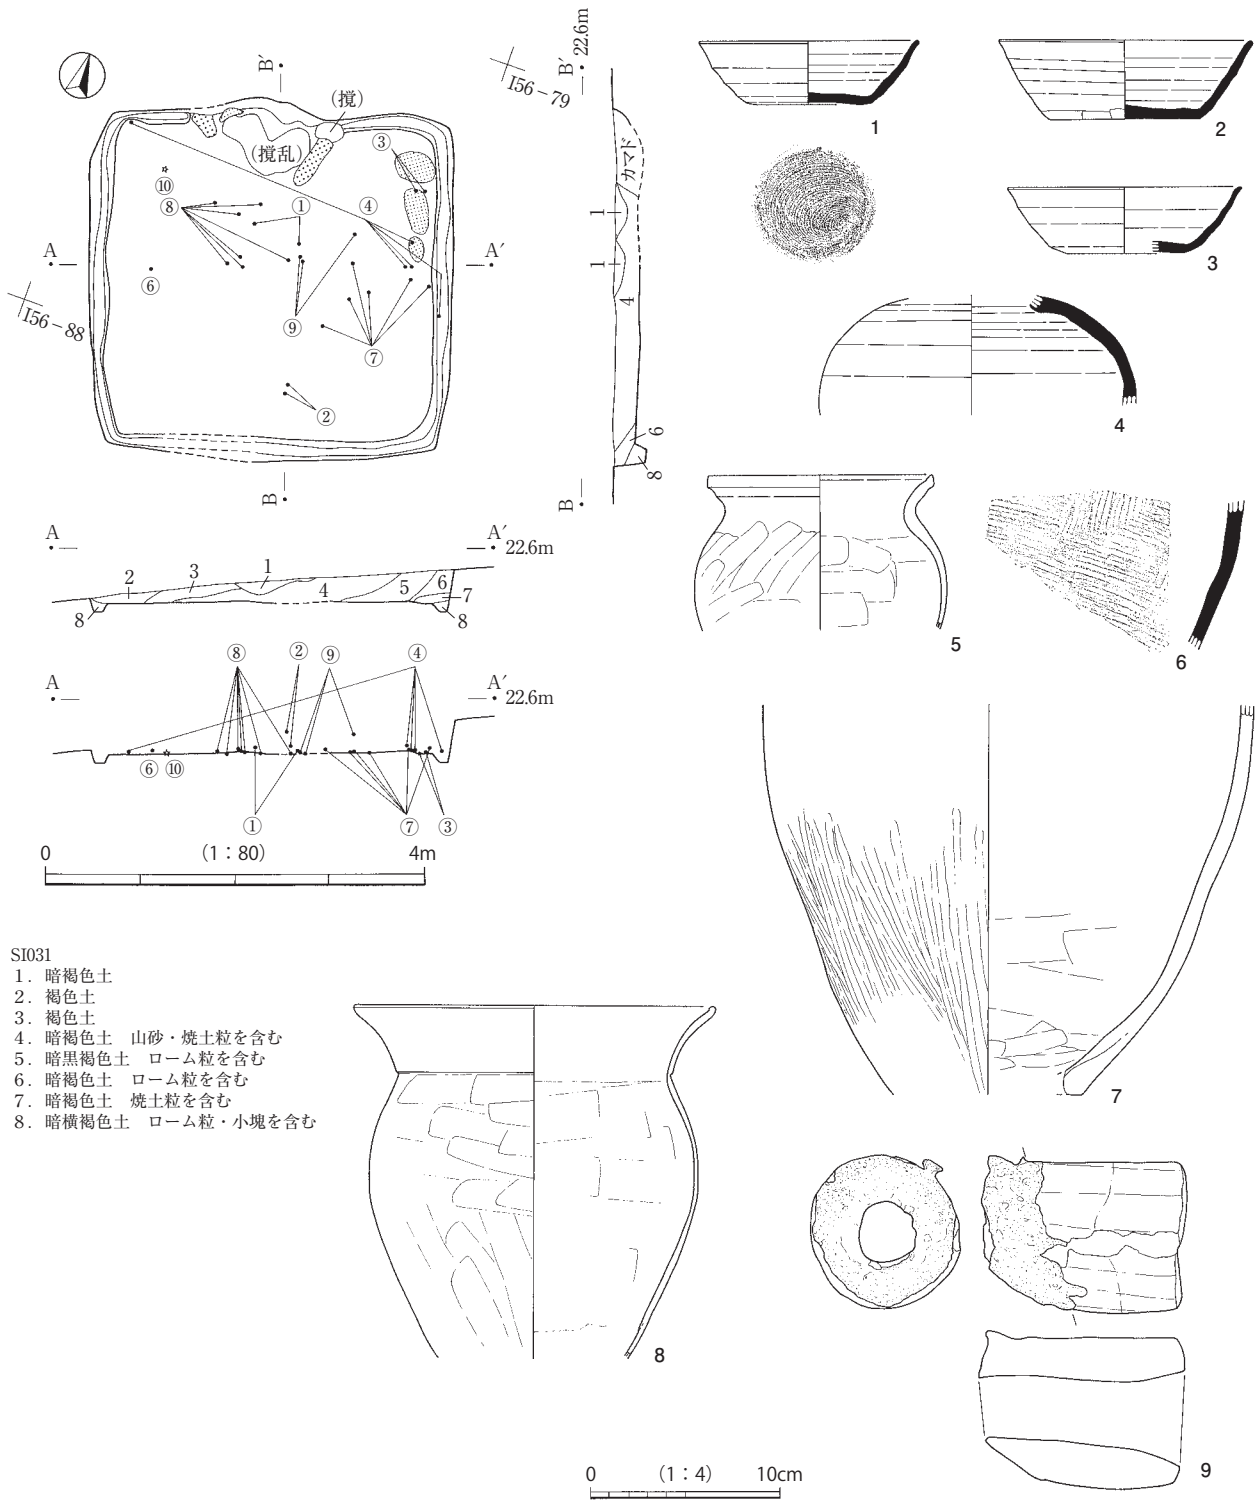 B′
I56−79
B′ 22.6m
(撹)
(撹乱)
カマド
③
⑩
⑧
①
④
A
A′
⑥
I56−88
⑨
⑦
②
B
1
1
4
6
8
B
A
A′ 22.6m
2
3
1
4
5
6
7
8
8
⑧
②
⑨
④
A
A′ 22.6m
⑥
⑩
①
⑦
③
0
(1：80)
4m
SI031
1．暗褐色土
2．褐色土
3．褐色土
4．暗褐色土　山砂・焼土粒を含む
5．暗黒褐色土　ローム粒を含む
6．暗褐色土　ローム粒を含む
7．暗褐色土　焼土粒を含む
8．暗横褐色土　ローム粒・小塊を含む
1
2
3
4
5
6
7
8
9
0
(1：4)
10cm